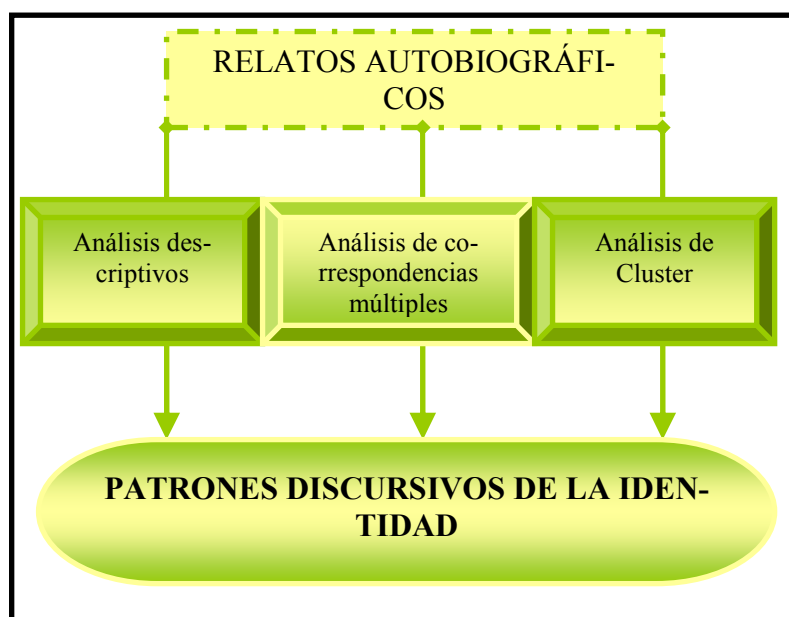 RELATOS AUTOBIOGRÁFI-
COS
Análisis des-
criptivos
Análisis de co-
rrespondencias
múltiples
Análisis de
Cluster
PATRONES DISCURSIVOS DE LA IDEN-
TIDAD